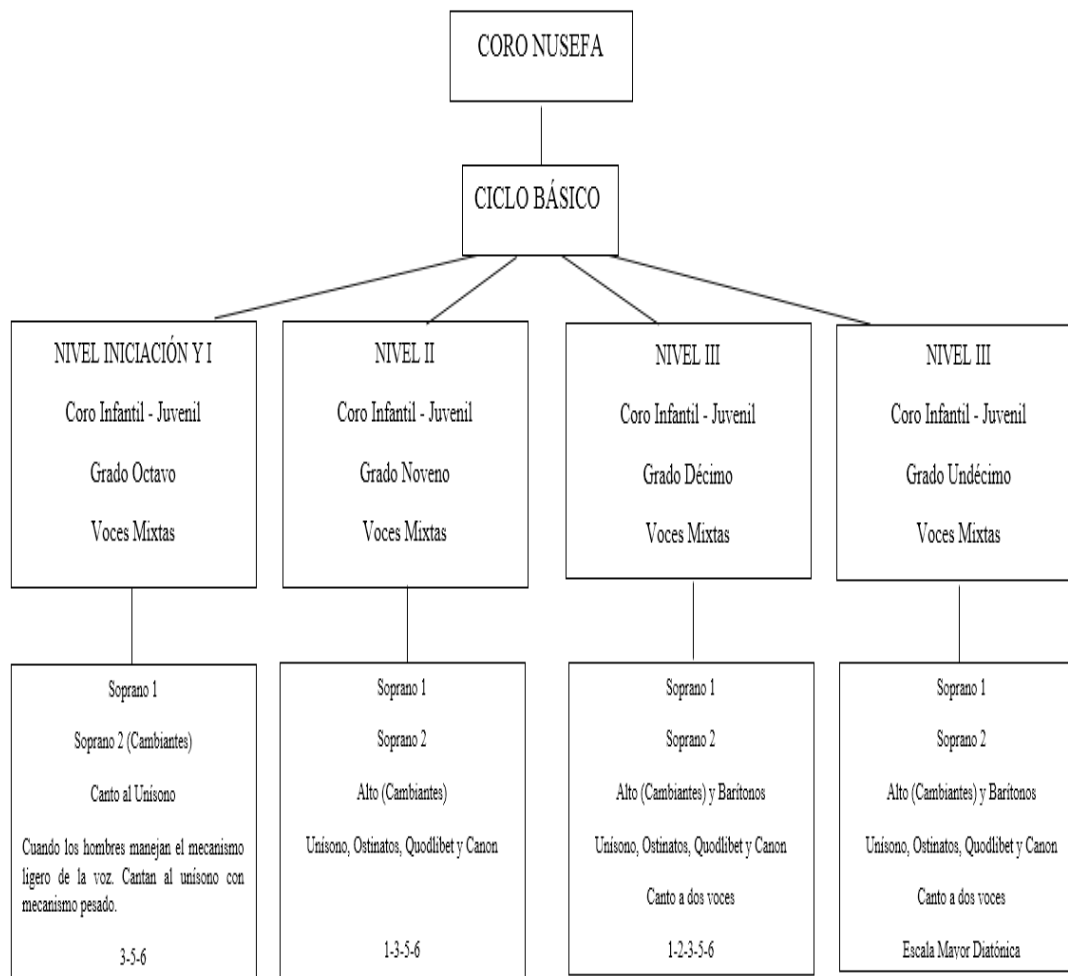 CORO NUSEFA
CICLO BÁSICO
NIVEL INICIACIÓN Y I
Coro Infantil - Juvenil
Grado Octavo
Voces Mixtas
NIVEL II
Coro Infantil - Juvenil
Grado Noveno
Voces Mixtas
NIVEL III
Coro Infantil - Juvenil
Grado Décimo
Voces Mixtas
NIVEL III
Coro Infantil - Juvenil
Grado Undécimo
Voces Mixtas
Soprano 1
Soprano 2 (Cambiantes)
Canto al Unísono
Cuando los hombres manejan el mecanismo
ligero de la voz. Cantan al unísono con
mecanismo pesado.
3-5-6
Soprano 1
Soprano 2
Alto (Cambiantes)
Unísono, Ostinatos, Quodlibet y Canon
1-3-5-6
Soprano 1
Soprano 2
Alto (Cambiantes) y Barítonos
Unísono, Ostinatos, Quodlibet y Canon
Canto a dos voces
1-2-3-5-6
Soprano 1
Soprano 2
Alto (Cambiantes) y Barítonos
Unísono, Ostinatos, Quodlibet y Canon
Canto a dos voces
Escala Mayor Diatónica